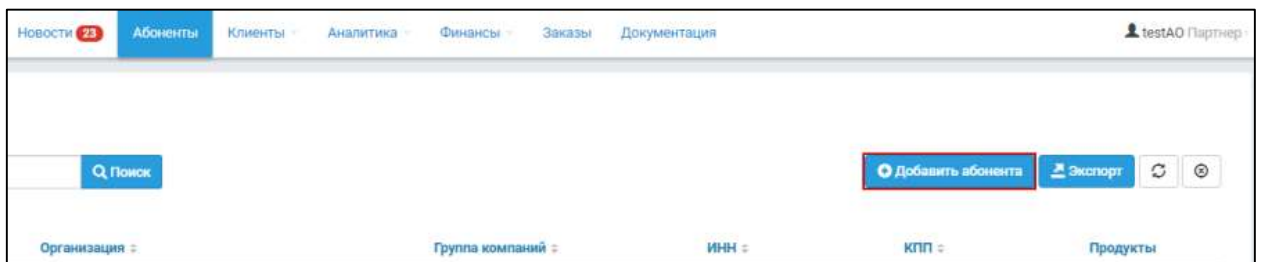 Новости 23 Абоненты Клиенты Аналитика Финансы Заказы Документация testAO Партнер
Поиск Добавить абонента Экспорт
Организация Группа компаний ИНН КПП Продукты